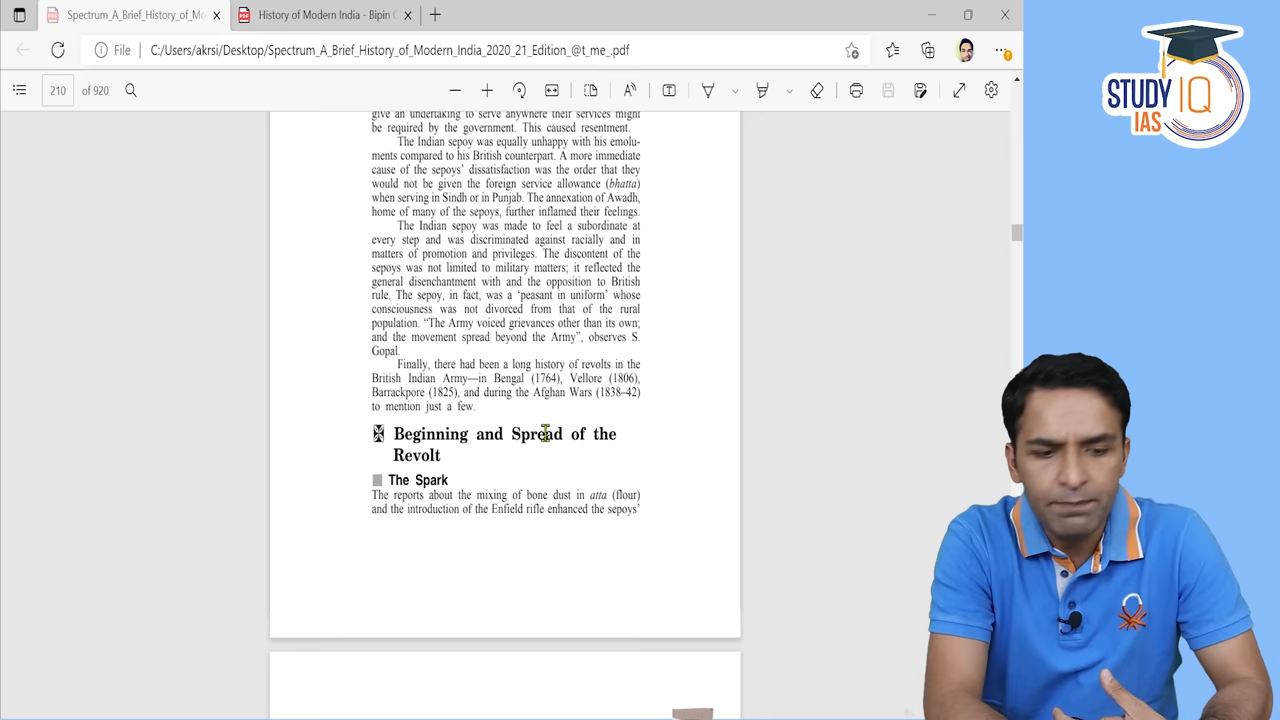 Spectrum_A_Brief_History_of_Mo
History of Modern India - Bipin C
File
C:/Users/akrsi/Desktop/Spectrum_A_Brief_History_of_Modern_India_2020_21_Edition_@t_me_.pdf
210 of 920
give an undertaking to serve anywhere their services might
be required by the government. This caused resentment.
The Indian sepoy was equally unhappy with his emolu-
ments compared to his British counterpart. A more immediate
cause of the sepoys' dissatisfaction was the order that they
would not be given the foreign service allowance (bhatta)
when serving in Sindh or in Punjab. The annexation of Awadh,
home of many of the sepoys, further inflamed their feelings.
The Indian sepoy was made to feel a subordinate at
every step and was discriminated against racially and in
matters of promotion and privileges. The discontent of the
sepoys was not limited to military matters; it reflected the
general disenchantment with and the opposition to British
rule. The sepoy, in fact, was a 'peasant in uniform' whose
consciousness was not divorced from that of the rural
population. “The Army voiced grievances other than its own;
and the movement spread beyond the Army”, observes S.
Gopal.
Finally, there had been a long history of revolts in the
British Indian Army—in Bengal (1764), Vellore (1806),
Barrackpore (1825), and during the Afghan Wars (1838–42)
to mention just a few.
Beginning and Spread of the
Revolt
The Spark
The reports about the mixing of bone dust in atta (flour)
and the introduction of the Enfield rifle enhanced the sepoys'
STUDY IQ
IAS